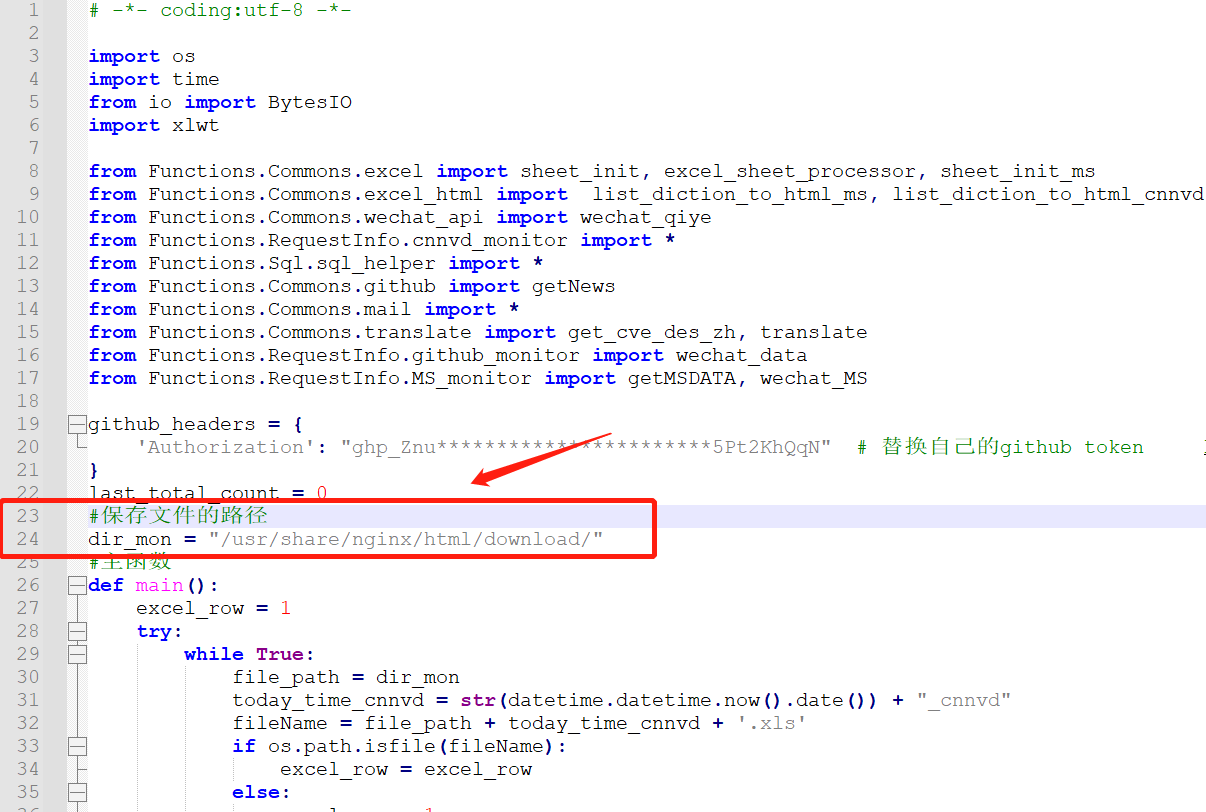 1 # -*- coding:utf-8 -*-
2
3 import os
4 import time
5 from io import BytesIO
6 import xlwt
7
8 from Functions.Commons.excel import sheet_init, excel_sheet_processor, sheet_init_ms
9 from Functions.Commons.excel_html import  list_diction_to_html_ms, list_diction_to_html_cnnvd
10 from Functions.Commons.wechat_api import wechat_qiye
11 from Functions.RequestInfo.cnnvd_monitor import *
12 from Functions.Sql.sql_helper import *
13 from Functions.Commons.github import getNews
14 from Functions.Commons.mail import *
15 from Functions.Commons.translate import get_cve_des_zh, translate
16 from Functions.RequestInfo.github_monitor import wechat_data
17 from Functions.RequestInfo.MS_monitor import getMSDATA, wechat_MS
18
19 github_headers = {
20     'Authorization': "ghp_Znu***********************5Pt2KhQqN"  # 替换自己的github token
21 }
22 last_total_count = 0
23 #保存文件的路径
24 dir_mon = "/usr/share/nginx/html/download/"
25 #主函数
26 def main():
27     excel_row = 1
28     try:
29         while True:
30             file_path = dir_mon
31             today_time_cnnvd = str(datetime.datetime.now().date()) + "_cnnvd"
32             fileName = file_path + today_time_cnnvd + '.xls'
33             if os.path.isfile(fileName):
34                 excel_row = excel_row
35             else: